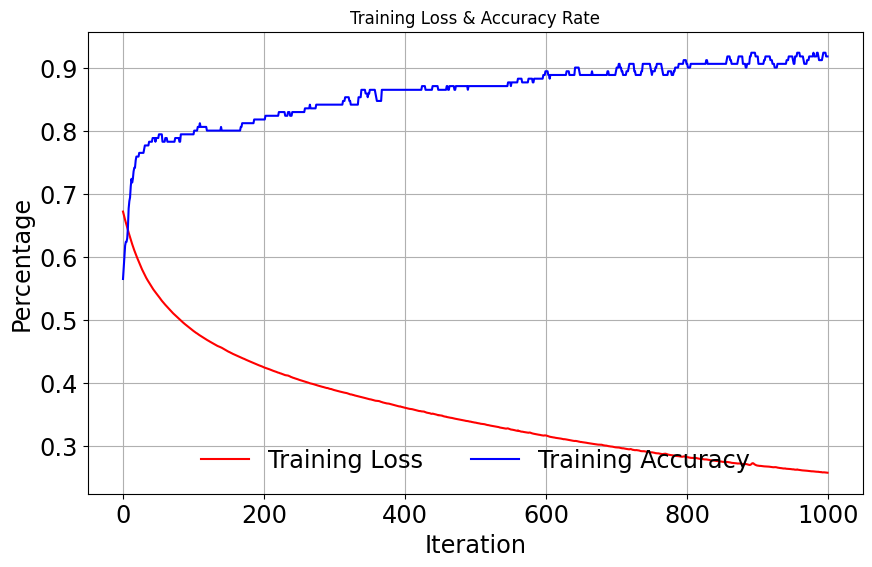 Training Loss & Accuracy Rate
0.9
0.8
0.7
0.6
0.5
0.4
0.3
Percentage
Training Loss
Training Accuracy
0 200 400 600 800 1000
Iteration